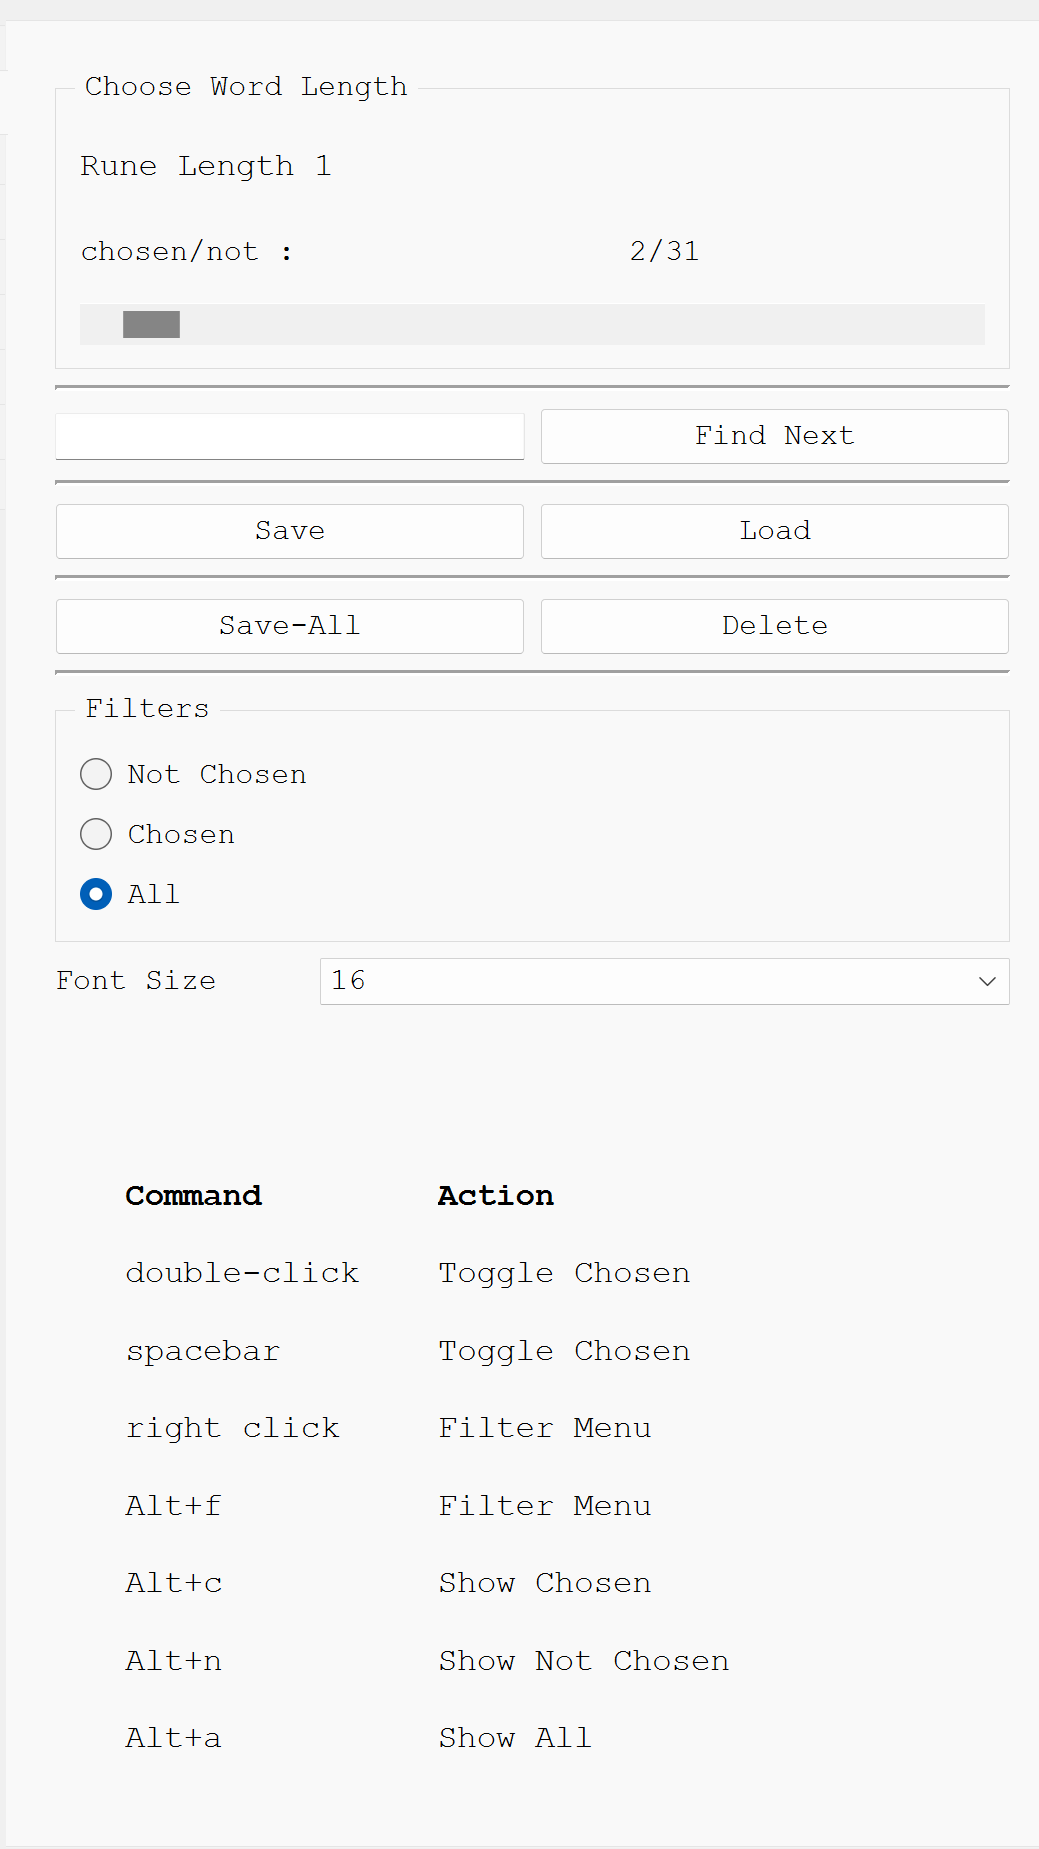 Choose Word Length
Rune Length 1
chosen/not : 2/31
Find Next
Save Load
Save-All Delete
Filters
Not Chosen
Chosen
All
Font Size 16
Command Action
double-click Toggle Chosen
spacebar Toggle Chosen
right click Filter Menu
Alt+f Filter Menu
Alt+c Show Chosen
Alt+n Show Not Chosen
Alt+a Show All